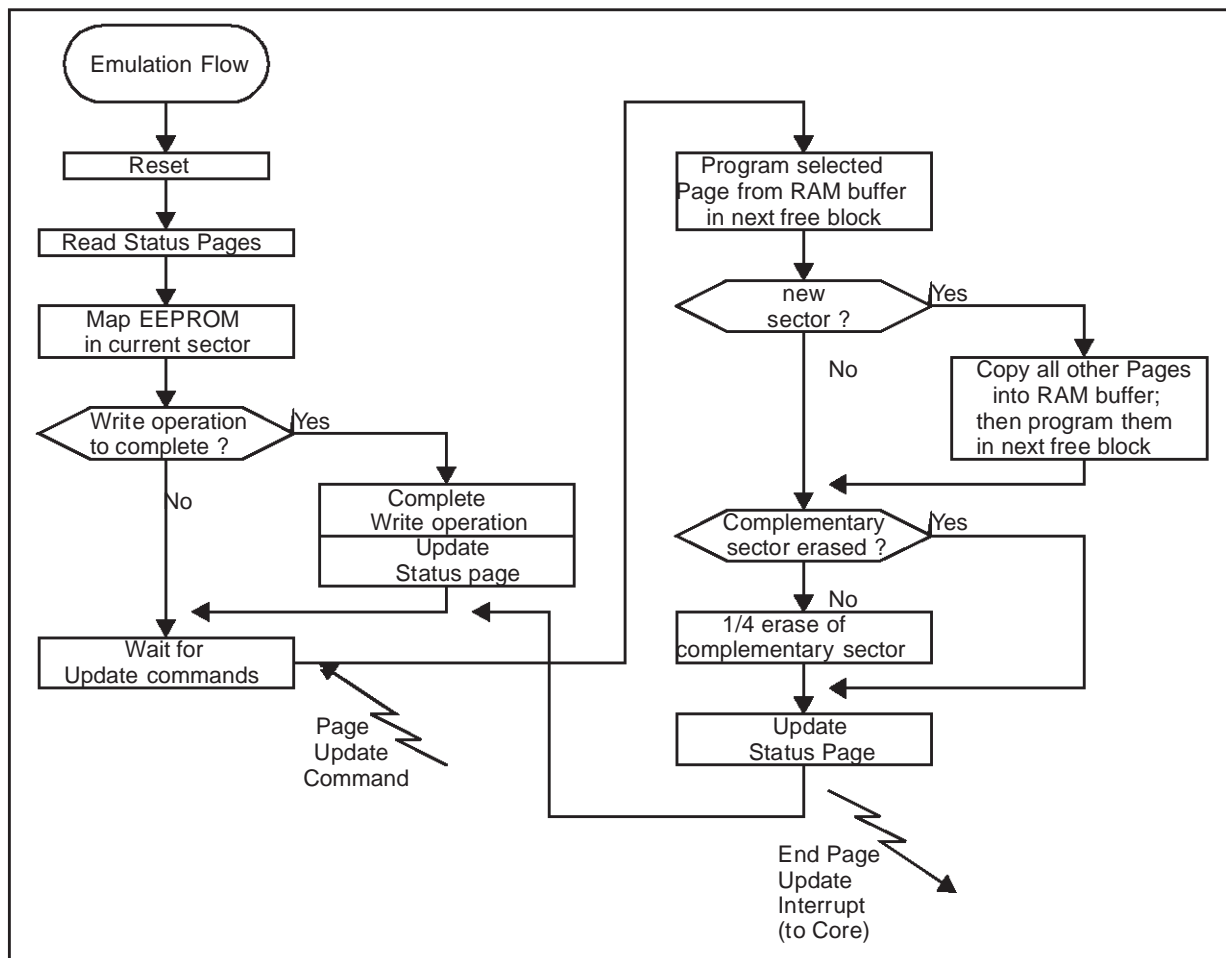 Emulation Flow
Reset
Read Status Pages
Map EEPROM
in current sector
Write operation
to complete ?
Yes
No
Complete
Write operation
Update
Status page
Wait for
Update commands
Page
Update
Command
Program selected
Page from RAM buffer
in next free block
new
sector ?
Yes
No
Copy all other Pages
into RAM buffer;
then program them
in next free block
Complementary
sector erased ?
Yes
No
1/4 erase of
complementary sector
Update
Status Page
End Page
Update
Interrupt
(to Core)